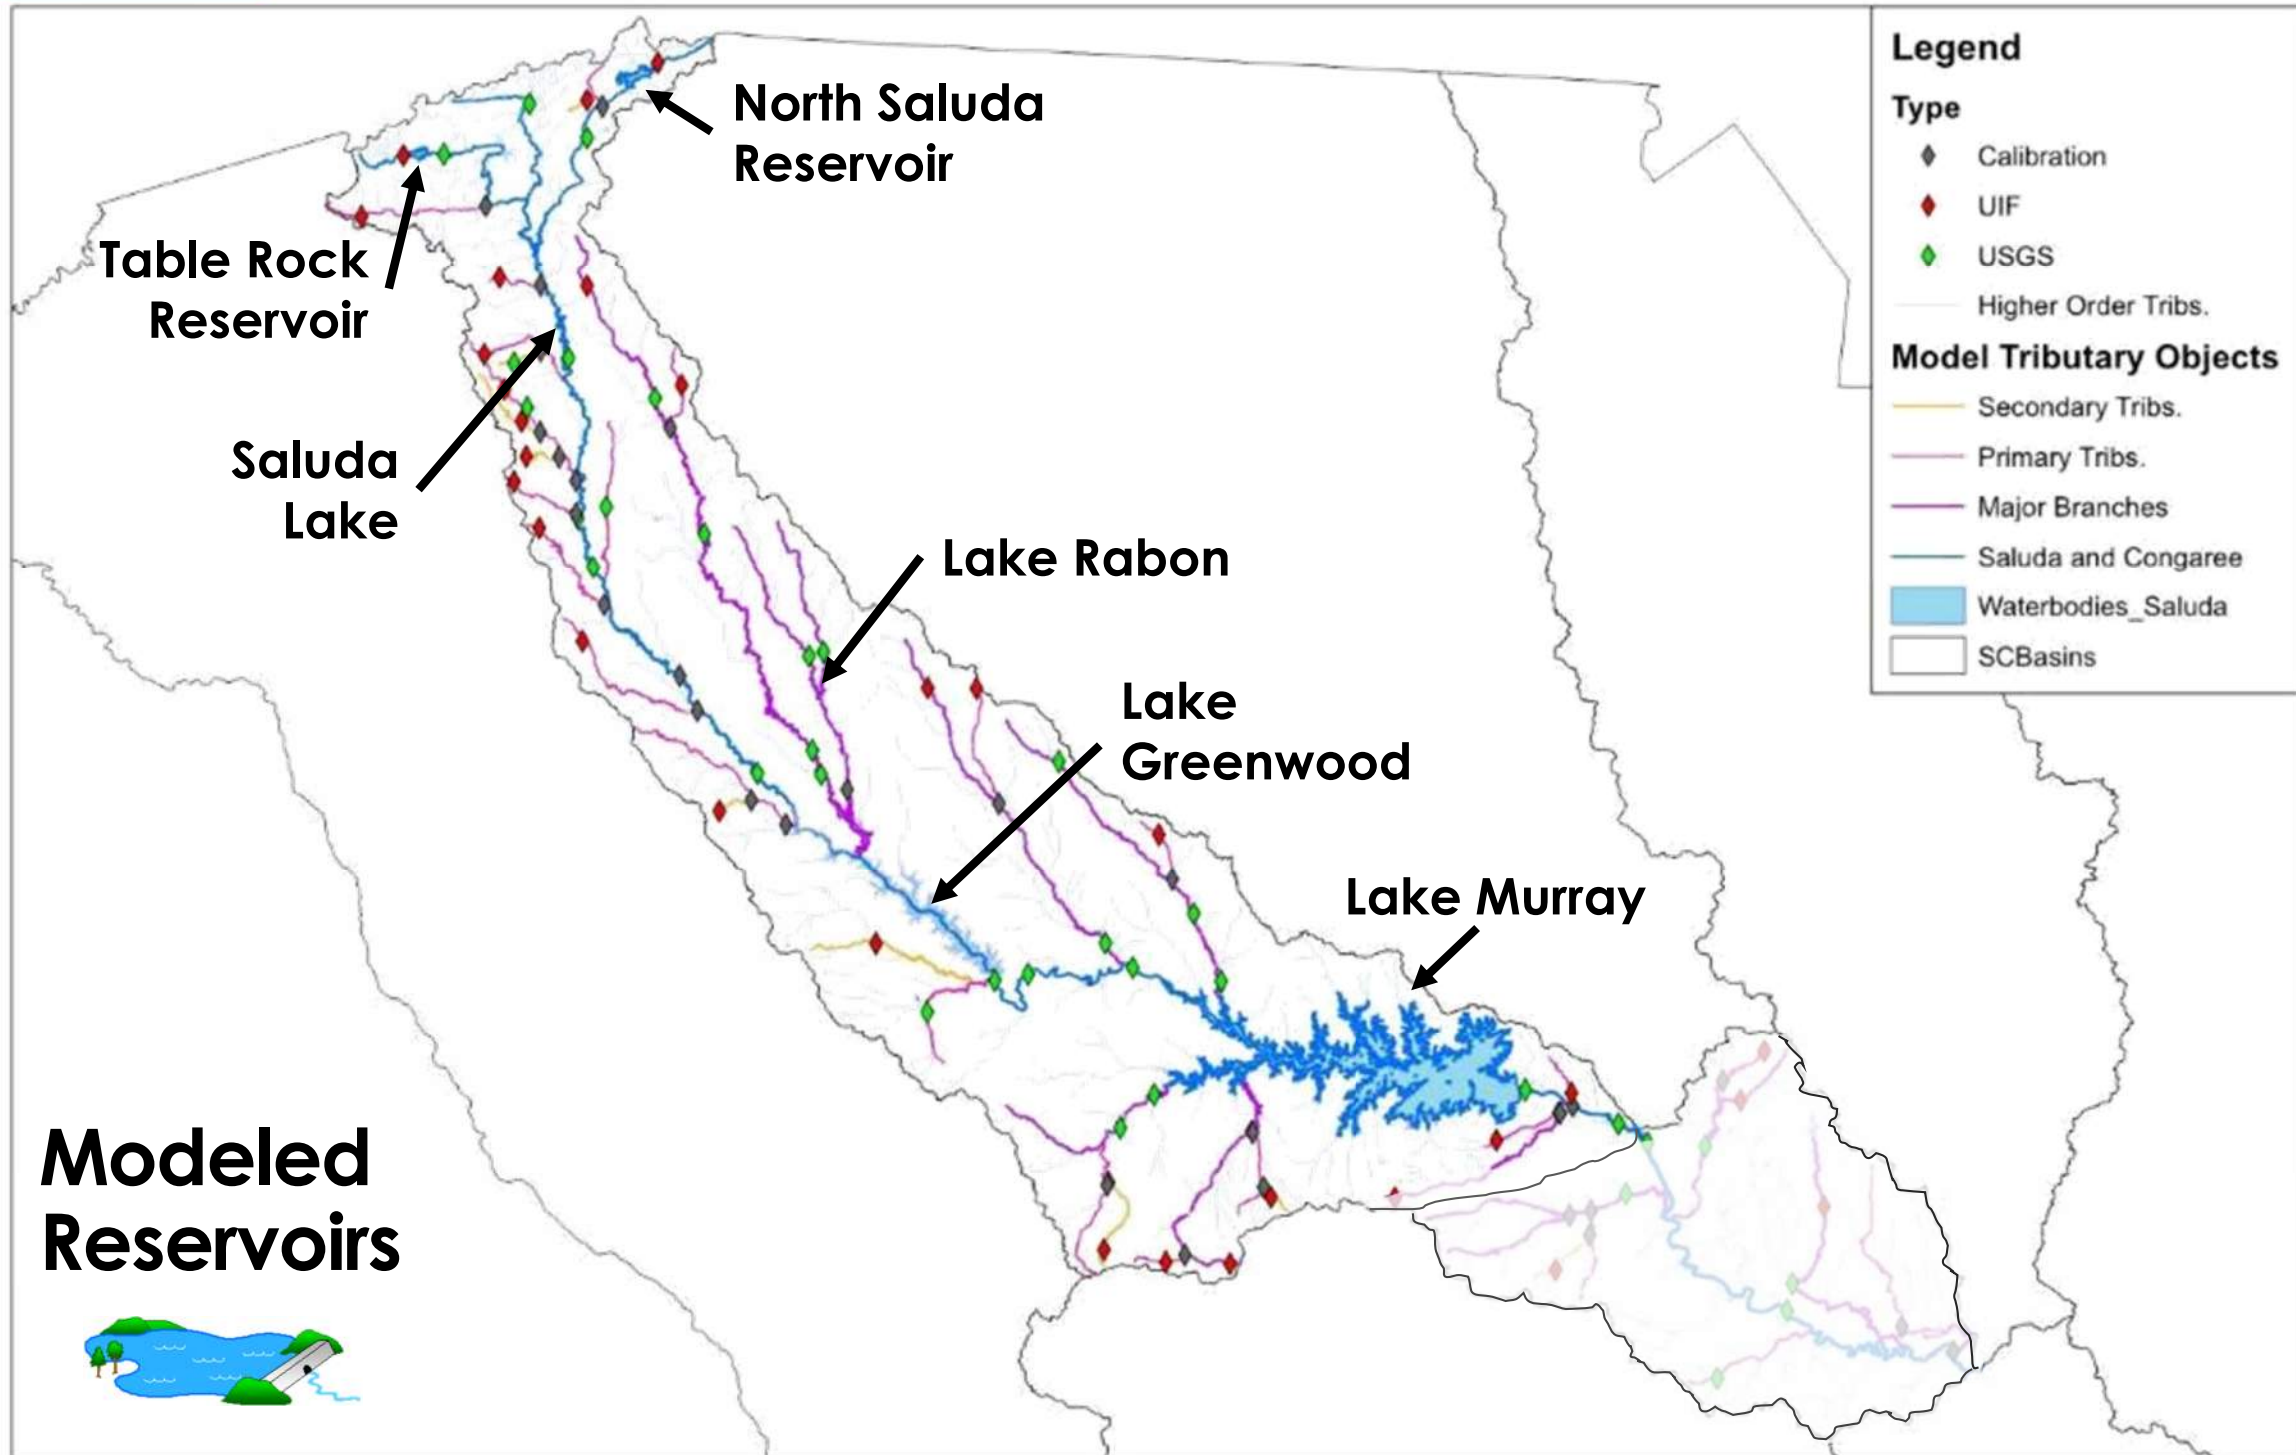 North Saluda
Reservoir
Table Rock
Reservoir
Saluda
Lake
Lake Rabon
Lake
Greenwood
Lake Murray
Modeled
Reservoirs
Legend
Type
Calibration
UIF
USGS
Higher Order Tribs.
Model Tributary Objects
Secondary Tribs.
Primary Tribs.
Major Branches
Saluda and Congaree
Waterbodies_Saluda
SCBasins